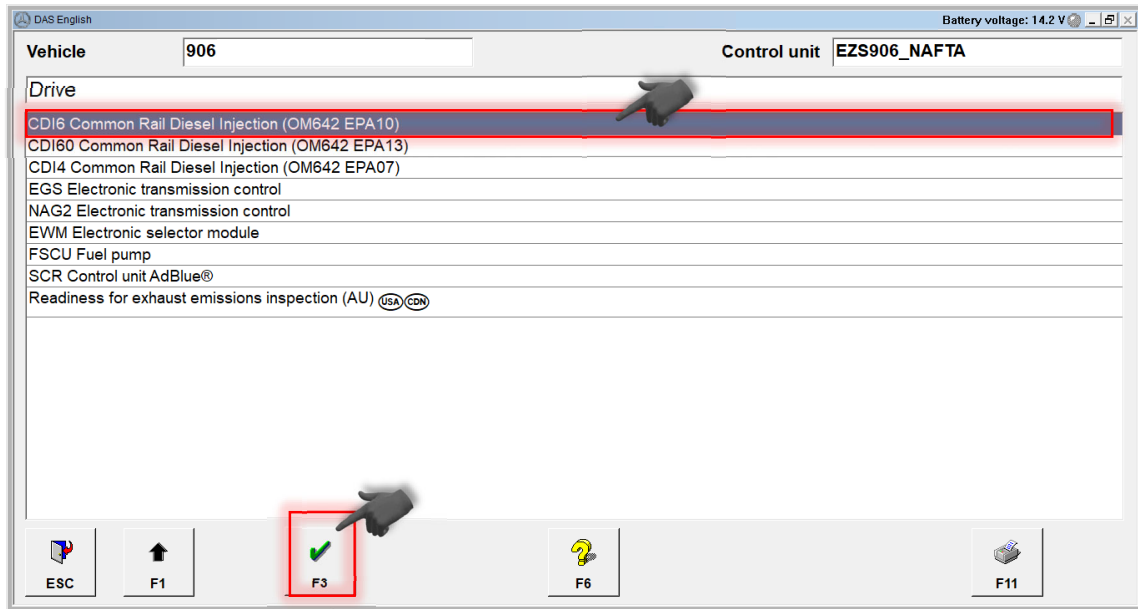 DAS English
Battery voltage: 14.2 V
Vehicle 906 Control unit EZS906_NAFTA
Drive
CDI6 Common Rail Diesel Injection (OM642 EPA10)
CDI60 Common Rail Diesel Injection (OM642 EPA13)
CDI4 Common Rail Diesel Injection (OM642 EPA07)
EGS Electronic transmission control
NAG2 Electronic transmission control
EWM Electronic selector module
FSCU Fuel pump
SCR Control unit AdBlue®
Readiness for exhaust emissions inspection (AU) USA CDN
ESC F1 F3 F6 F11